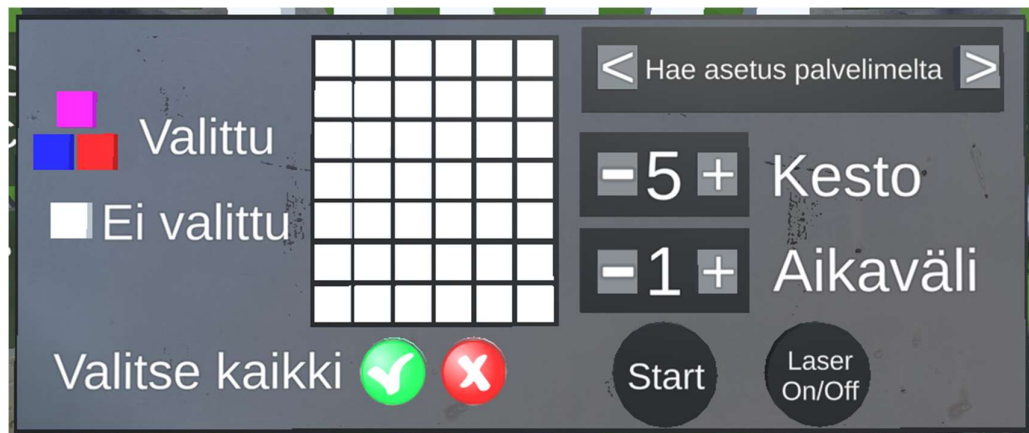 Valittu
Ei valittu
Valitse kaikki
< Hae asetus palvelimelta >
- 5 + Kesto
- 1 + Aikaväli
Start
Laser
On/Off